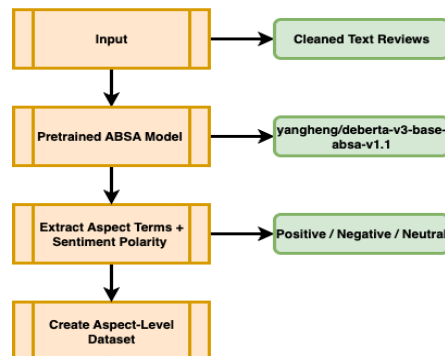 Input
Cleaned Text Reviews
Pretrained ABSA Model
yangheng/deberta-v3-base-
absa-v1.1
Extract Aspect Terms +
Sentiment Polarity
Positive / Negative / Neutral
Create Aspect-Level
Dataset